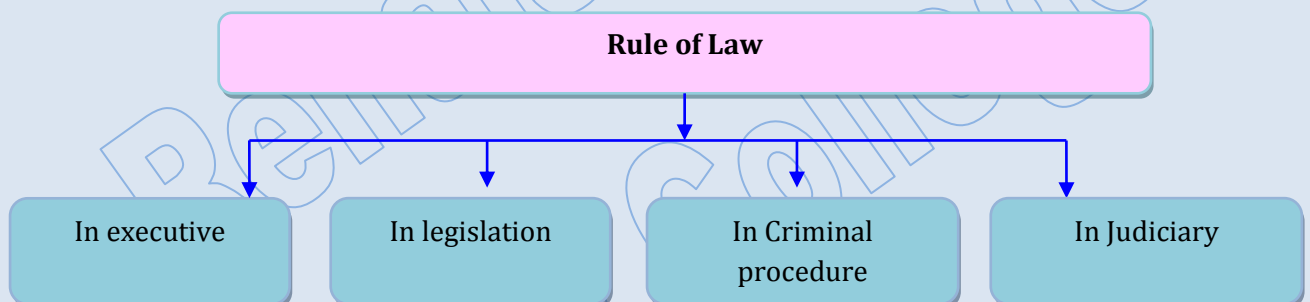 Rule of Law
In executive
In legislation
In Criminal
procedure
In Judiciary